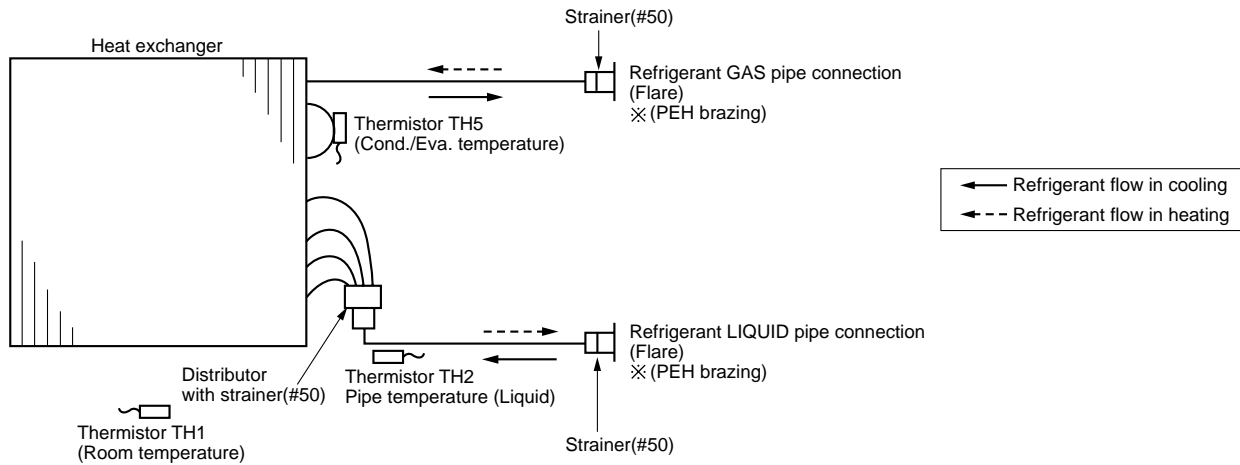 Strainer(#50)
Heat exchanger
Refrigerant GAS pipe connection
(Flare)
※(PEH brazing)
Thermistor TH5
(Cond./Eva. temperature)
Refrigerant flow in cooling
Refrigerant flow in heating
Refrigerant LIQUID pipe connection
(Flare)
※(PEH brazing)
Distributor
with strainer(#50)
Thermistor TH2
Pipe temperature (Liquid)
Thermistor TH1
(Room temperature)
Strainer(#50)